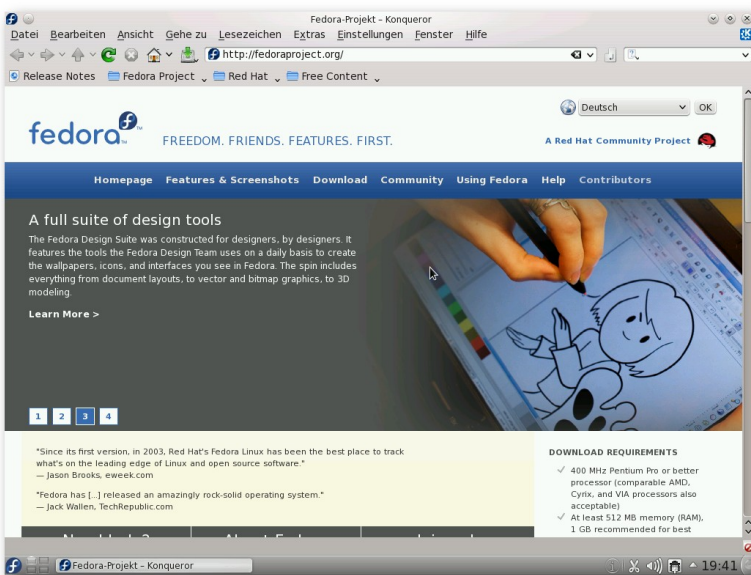 Fedora-Projekt – Konqueror
Datei Bearbeiten Ansicht Gehe zu Lesezeichen Extras Einstellungen Fenster Hilfe
http://fedoraproject.org/
Release Notes Fedora Project Red Hat Free Content
Deutsch OK
fedora™
FREEDOM. FRIENDS. FEATURES. FIRST.
A Red Hat Community Project
Homepage Features & Screenshots Download Community Using Fedora Help Contributors
A full suite of design tools
The Fedora Design Suite was constructed for designers, by designers. It
features the tools the Fedora Design Team uses on a daily basis to create
the wallpapers, icons, and interfaces you see in Fedora. The spin includes
everything from document layouts, to vector and bitmap graphics, to 3D
modeling.
Learn More >
1 2 3 4
"Since its first version, in 2003, Red Hat's Fedora Linux has been the best place to track
what's on the leading edge of Linux and open source software."
— Jason Brooks, eweek.com
"Fedora has [...] released an amazingly rock-solid operating system."
— Jack Wallen, TechRepublic.com
DOWNLOAD REQUIREMENTS
400 MHz Pentium Pro or better
processor (comparable AMD,
Cyrix, and VIA processors also
acceptable)
At least 512 MB memory (RAM),
1 GB recommended for best
Fedora-Projekt – Konqueror
19:41